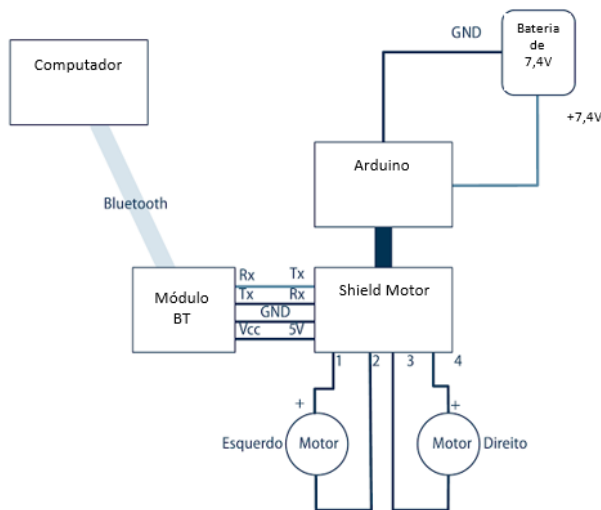 GND
Bateria
de
7,4V
Computador
+7,4V
Arduino
Bluetooth
Rx Tx
Tx Rx
GND
Vcc 5V
Módulo
BT
Shield Motor
1 2 3 4
+ +
Esquerdo Motor Motor Direito